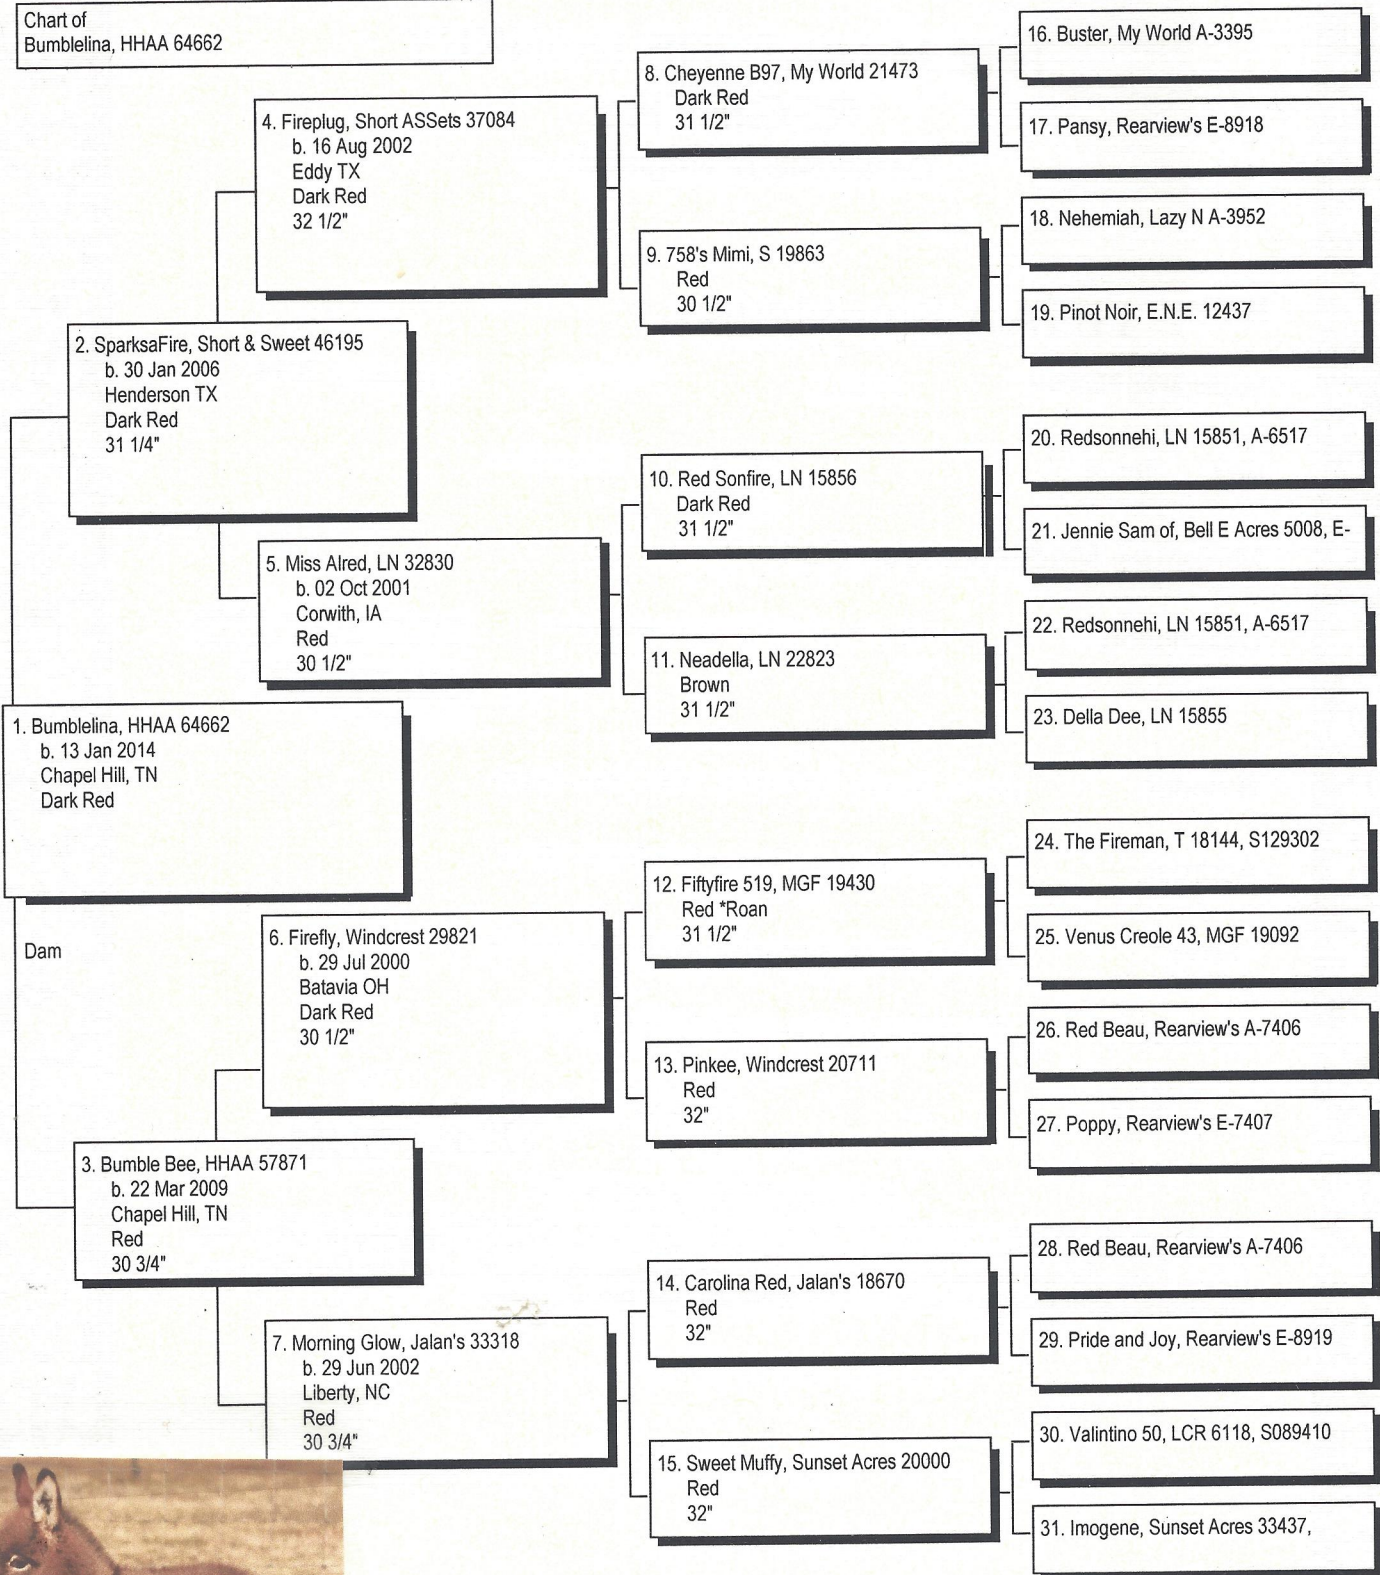 Chart of
Bumblelina, HHAA 64662
1. Bumblelina, HHAA 64662
b. 13 Jan 2014
Chapel Hill, TN
Dark Red
Dam
2. SparksaFire, Short & Sweet 46195
b. 30 Jan 2006
Henderson TX
Dark Red
31 1/4"
3. Bumble Bee, HHAA 57871
b. 22 Mar 2009
Chapel Hill, TN
Red
30 3/4"
4. Fireplug, Short ASSets 37084
b. 16 Aug 2002
Eddy TX
Dark Red
32 1/2"
5. Miss Alred, LN 32830
b. 02 Oct 2001
Corwith, IA
Red
30 1/2"
6. Firefly, Windcrest 29821
b. 29 Jul 2000
Batavia OH
Dark Red
30 1/2"
7. Morning Glow, Jalan's 33318
b. 29 Jun 2002
Liberty, NC
Red
30 3/4"
8. Cheyenne B97, My World 21473
Dark Red
31 1/2"
9. 758's Mimi, S 19863
Red
30 1/2"
10. Red Sonfire, LN 15856
Dark Red
31 1/2"
11. Neadella, LN 22823
Brown
31 1/2"
12. Fiftyfire 519, MGF 19430
Red *Roan
31 1/2"
13. Pinkee, Windcrest 20711
Red
32"
14. Carolina Red, Jalan's 18670
Red
32"
15. Sweet Muffy, Sunset Acres 20000
Red
32"
16. Buster, My World A-3395
17. Pansy, Rearview's E-8918
18. Nehemiah, Lazy N A-3952
19. Pinot Noir, E.N.E. 12437
20. Redsonnehi, LN 15851, A-6517
21. Jennie Sam of, Bell E Acres 5008, E-
22. Redsonnehi, LN 15851, A-6517
23. Della Dee, LN 15855
24. The Fireman, T 18144, S129302
25. Venus Creole 43, MGF 19092
26. Red Beau, Rearview's A-7406
27. Poppy, Rearview's E-7407
28. Red Beau, Rearview's A-7406
29. Pride and Joy, Rearview's E-8919
30. Valintino 50, LCR 6118, S089410
31. Imogene, Sunset Acres 33437,